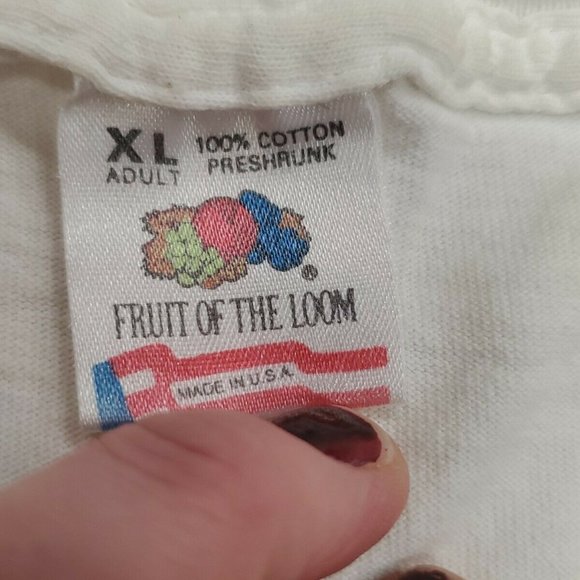 XL 100% COTTON
ADULT PRESHRUNK
®
FRUIT OF THE LOOM
MADE IN U.S.A.